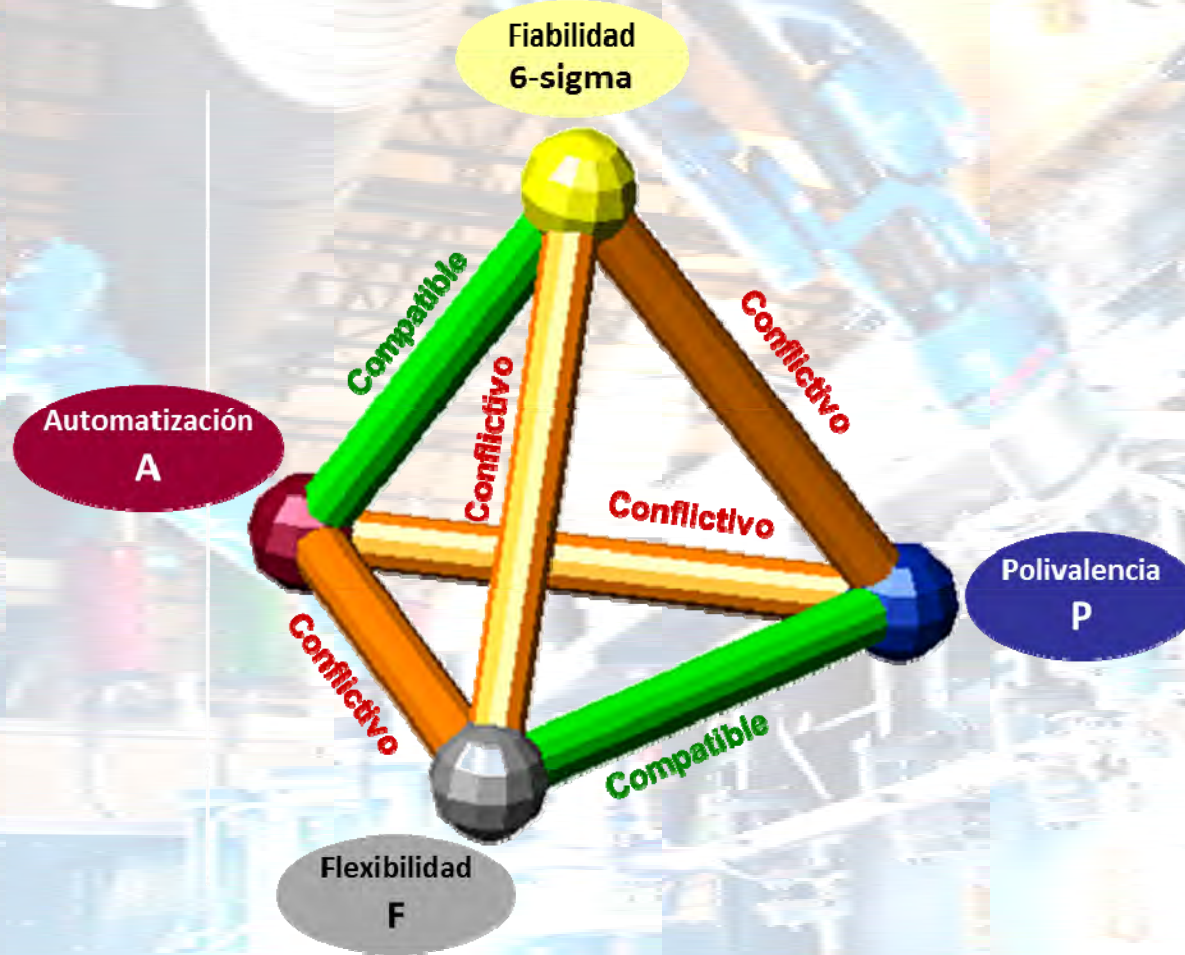 Fiabilidad
6-sigma
Compatible
Conflictivo
Conflictivo
Automatización
A
Conflictivo
Polivalencia
P
Conflictivo
Compatible
Flexibilidad
F